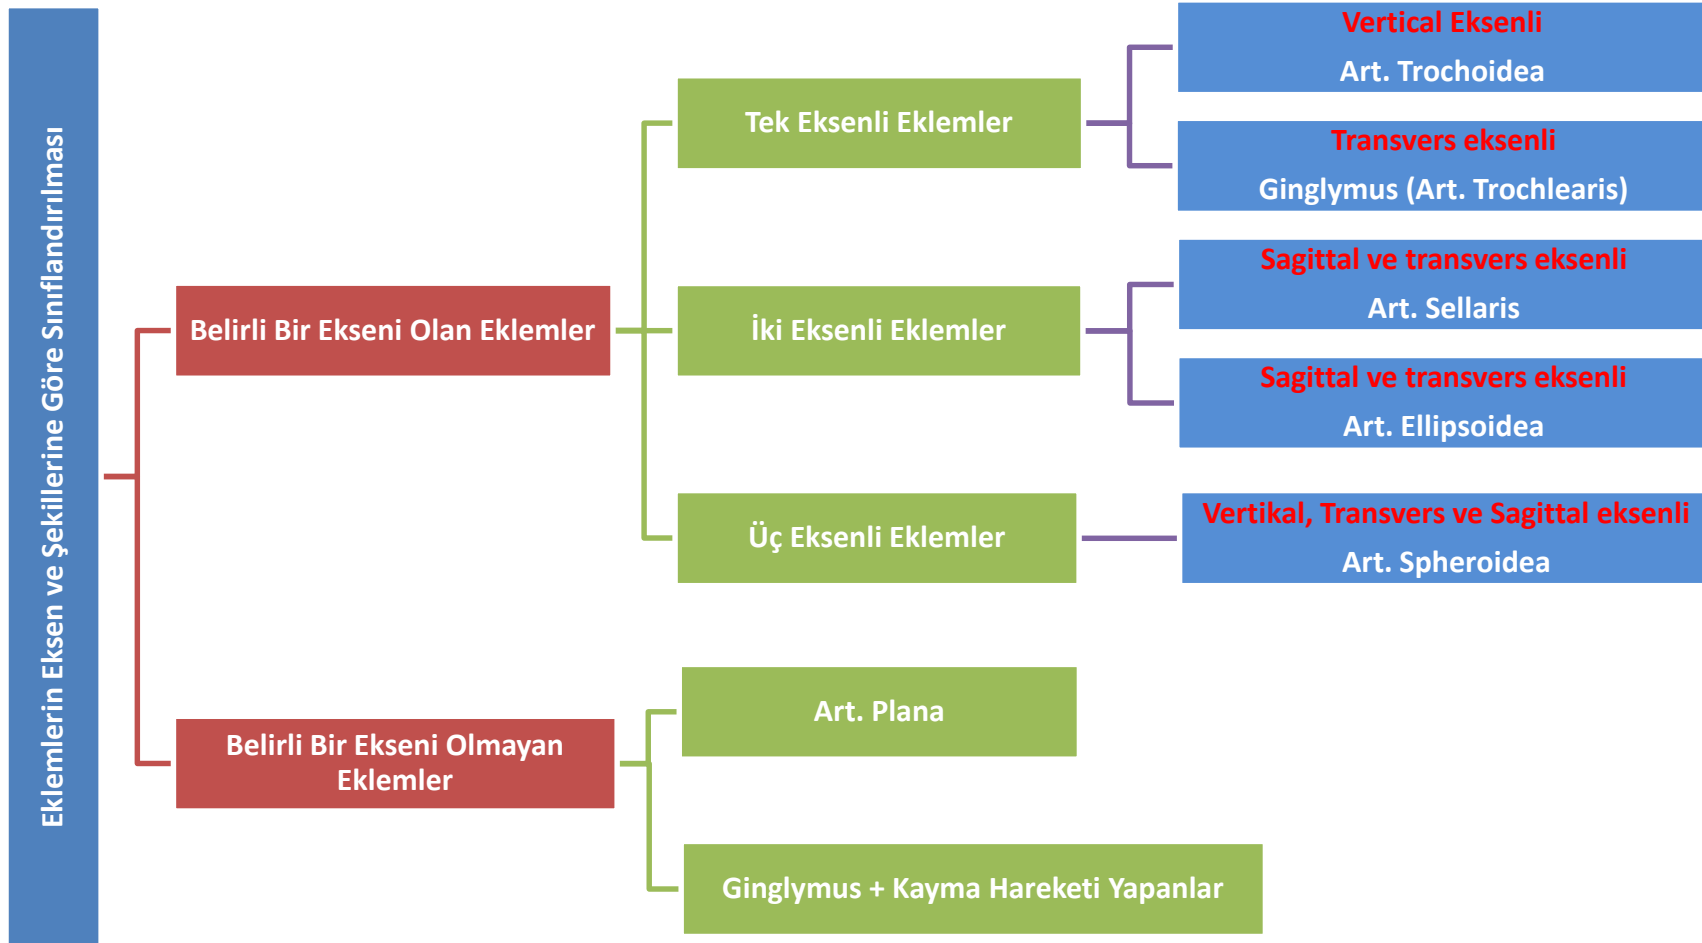 Eklemlerin Eksen ve Şekillerine Göre Sınıflandırılması
Belirli Bir Ekseni Olan Eklemler
Tek Eksenli Eklemler
Vertical Eksenli
Art. Trochoidea
Transvers eksenli
Ginglymus (Art. Trochlearis)
İki Eksenli Eklemler
Sagittal ve transvers eksenli
Art. Sellaris
Sagittal ve transvers eksenli
Art. Ellipsoidea
Üç Eksenli Eklemler
Vertikal, Transvers ve Sagittal eksenli
Art. Spheroidea
Belirli Bir Ekseni Olmayan
Eklemler
Art. Plana
Ginglymus + Kayma Hareketi Yapanlar